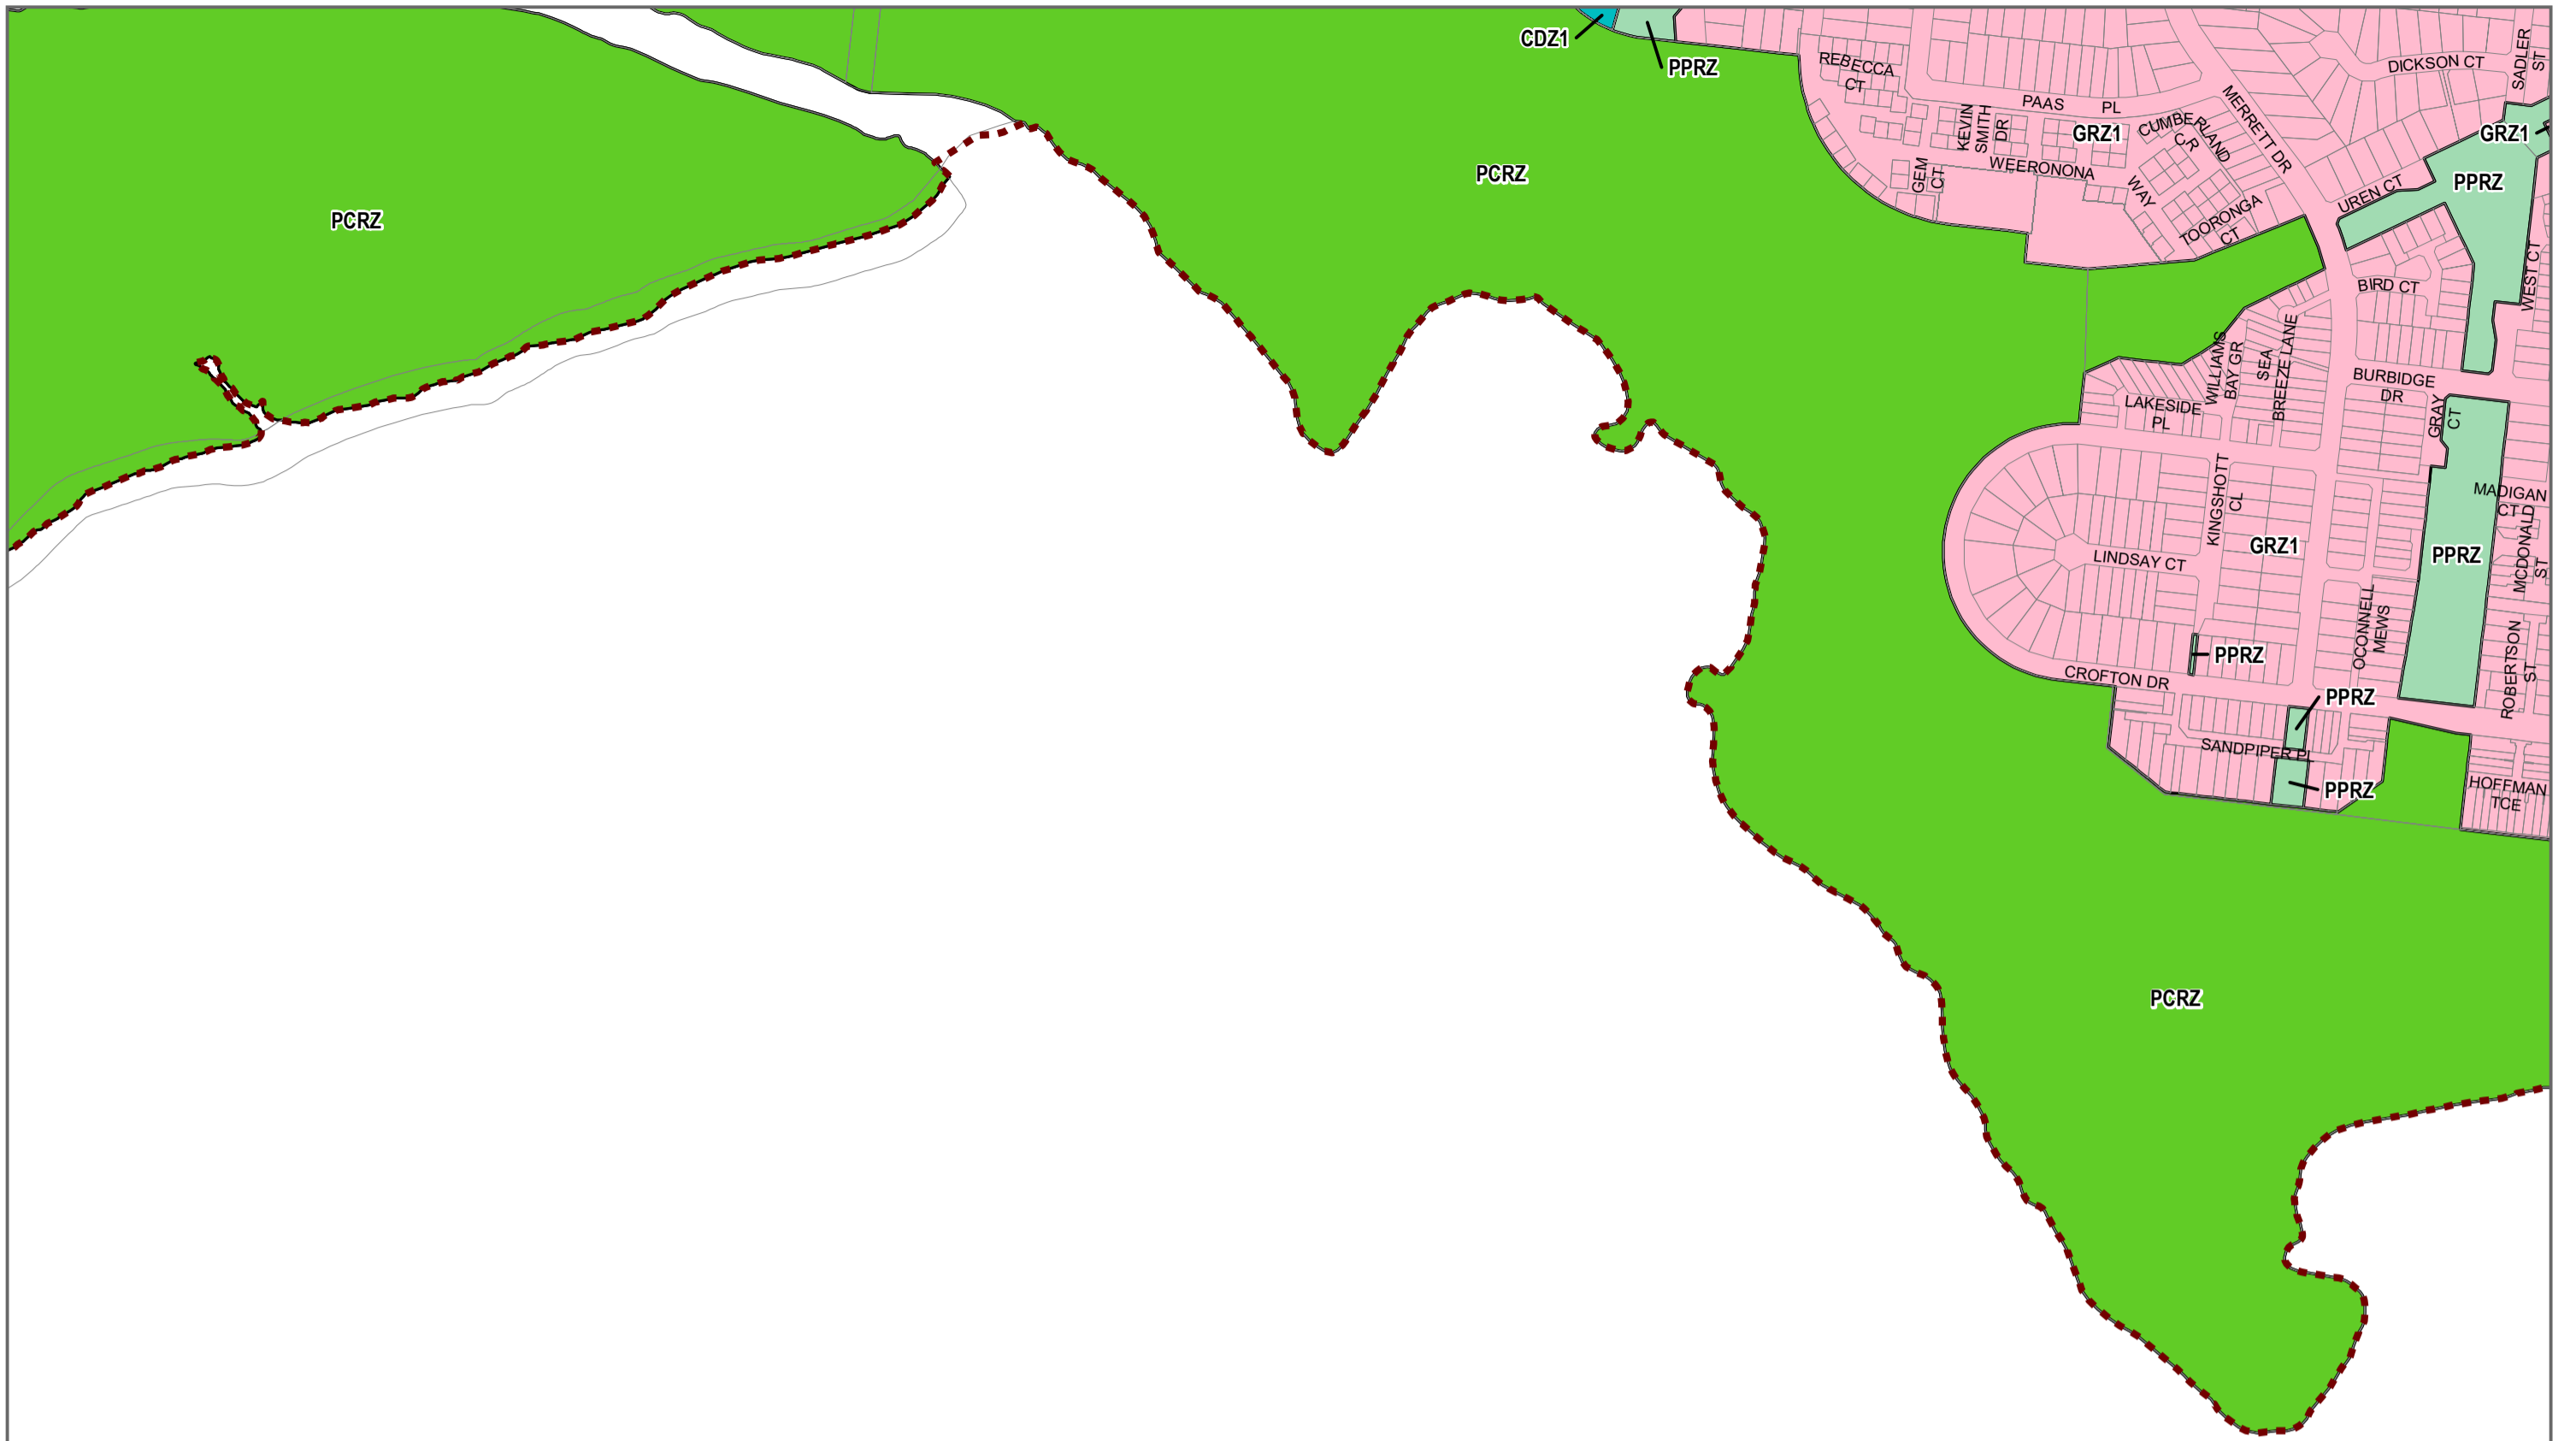 CDZ1
PPRZ
REBECCA
CT
PAAS PL
KEVIN
SMITH
DR
GRZ1
CUMBERLAND
CR
WEERONONA
WAY
GEM
CT
TOORONGA
CT
MERRETT DR
DICKSON CT
SADLER
ST
GRZ1
PPRZ
UREN CT
WEST CT
BIRD CT
PCRZ
PCRZ
WILLIAMS
BAY GR
SEA
BREEZE LANE
LAKESIDE
PL
BURBIDGE
DR
GRAY
CT
KINGSHOTT
CL
MADIGAN
CT
MCDONALD
ST
GRZ1
PPRZ
LINDSAY CT
OCONNELL
MEWS
ROBERTSON
ST
PPRZ
CROFTON DR
PPRZ
SANDPIPER PL
PPRZ
HOFFMAN
TCE
PCRZ